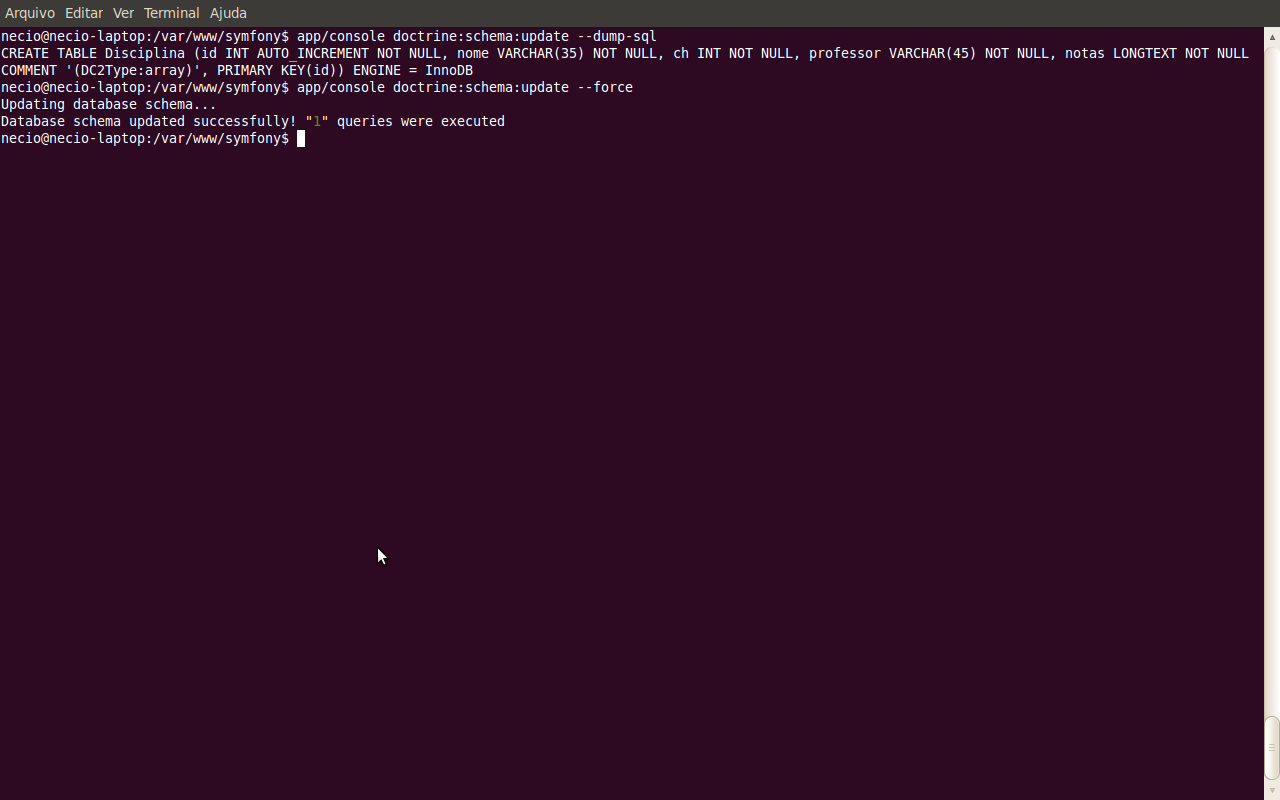 Arquivo Editar Ver Terminal Ajuda
necio@necio-laptop:/var/www/symfony$ app/console doctrine:schema:update --dump-sql
CREATE TABLE Disciplina (id INT AUTO_INCREMENT NOT NULL, nome VARCHAR(35) NOT NULL, ch INT NOT NULL, professor VARCHAR(45) NOT NULL, notas LONGTEXT NOT NULL
COMMENT '(DC2Type:array)', PRIMARY KEY(id)) ENGINE = InnoDB
necio@necio-laptop:/var/www/symfony$ app/console doctrine:schema:update --force
Updating database schema...
Database schema updated successfully! "1" queries were executed
necio@necio-laptop:/var/www/symfony$